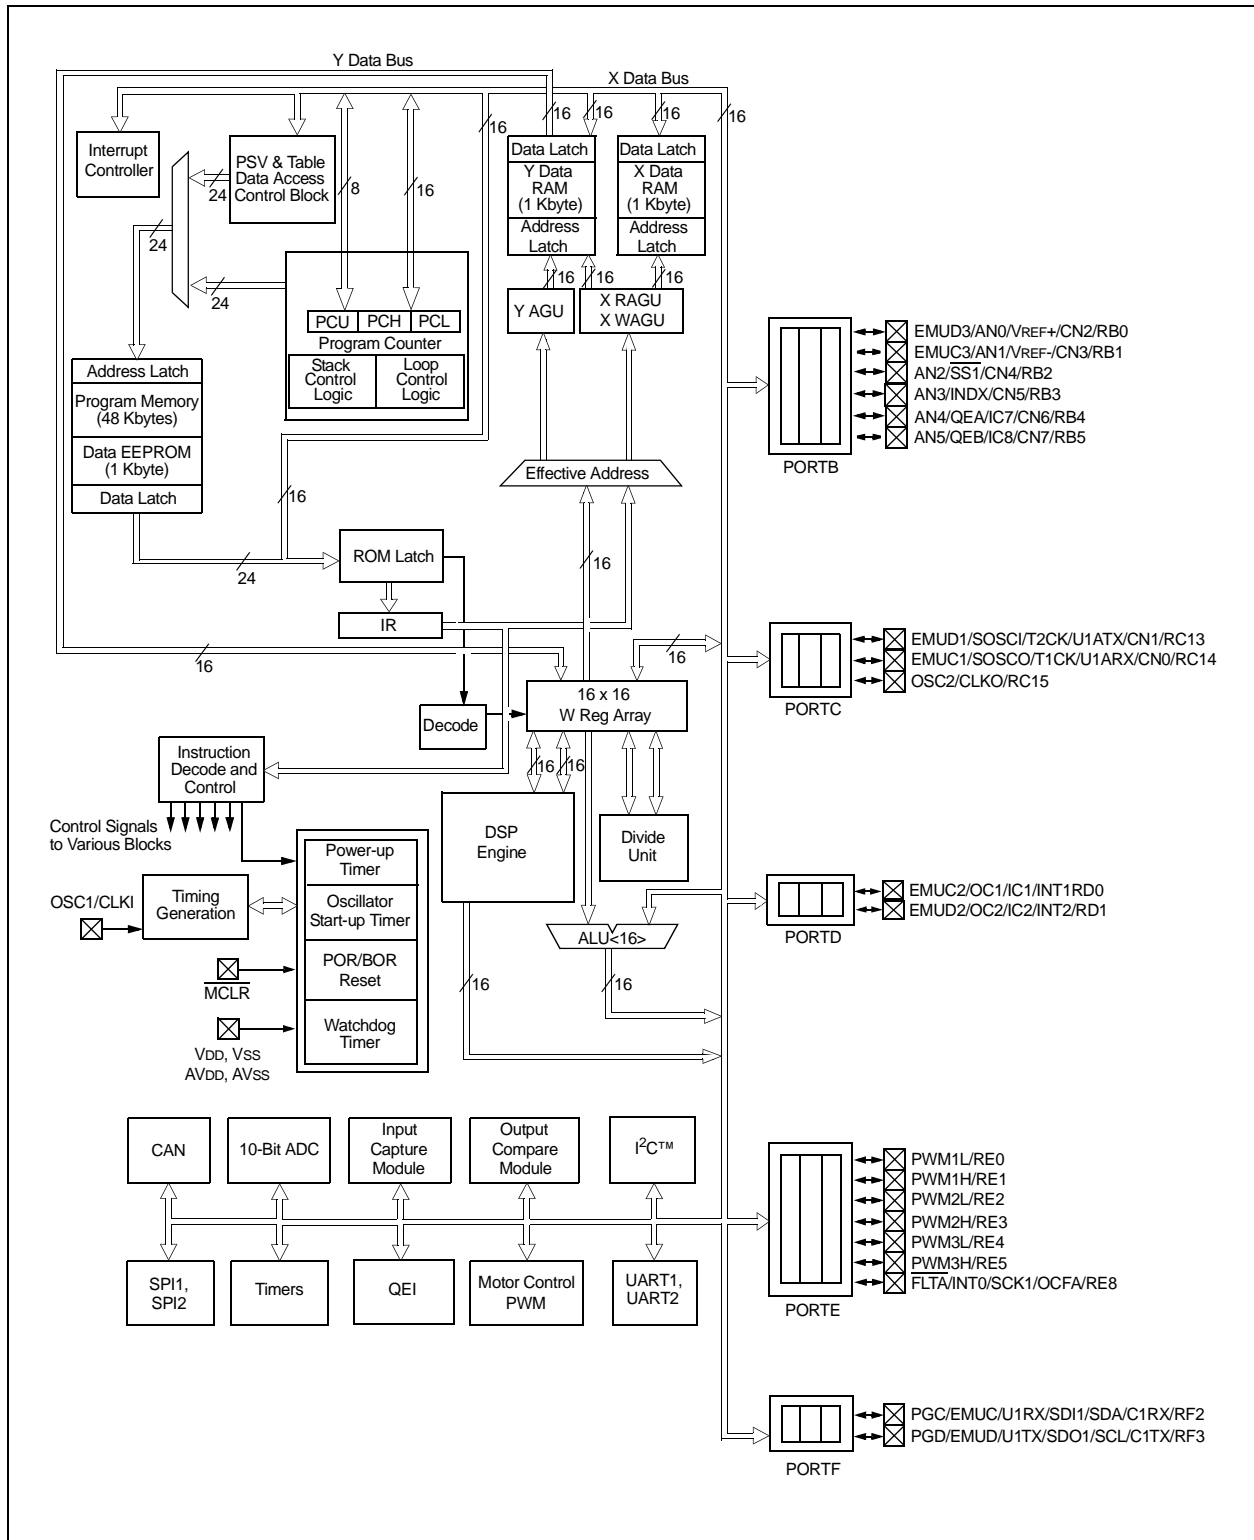 Y Data Bus
X Data Bus
16
16
16
16
16
Interrupt
Controller
PSV & Table
Data Access
Control Block
24
8
16
24
24
Data Latch
Y Data
RAM
(1 Kbyte)
Address
Latch
Data Latch
X Data
RAM
(1 Kbyte)
Address
Latch
16
16
16
Y AGU
X RAGU
X WAGU
PCU
PCH
PCL
Program Counter
Stack
Control
Logic
Loop
Control
Logic
Address Latch
Program Memory
(48 Kbytes)
Data EEPROM
(1 Kbyte)
Data Latch
Effective Address
16
24
ROM Latch
16
IR
16
16
16 x 16
W Reg Array
Decode
Instruction
Decode and
Control
16
16
Control Signals
to Various Blocks
DSP
Engine
Divide
Unit
Power-up
Timer
Oscillator
Start-up Timer
POR/BOR
Reset
Watchdog
Timer
OSC1/CLKI
Timing
Generation
MCLR
VDD, VSS
AVDD, AVSS
ALU<16>
16
16
CAN
10-Bit ADC
Input
Capture
Module
Output
Compare
Module
I²C™
SPI1,
SPI2
Timers
QEI
Motor Control
PWM
UART1,
UART2
EMUD3/AN0/VREF+/CN2/RB0
EMUC3/AN1/VREF-/CN3/RB1
AN2/SS1/CN4/RB2
AN3/INDX/CN5/RB3
AN4/QEA/IC7/CN6/RB4
AN5/QEB/IC8/CN7/RB5
PORTB
EMUD1/SOSCI/T2CK/U1ATX/CN1/RC13
EMUC1/SOSCO/T1CK/U1ARX/CN0/RC14
OSC2/CLKO/RC15
PORTC
EMUC2/OC1/IC1/INT1RD0
EMUD2/OC2/IC2/INT2/RD1
PORTD
PWM1L/RE0
PWM1H/RE1
PWM2L/RE2
PWM2H/RE3
PWM3L/RE4
PWM3H/RE5
FLTA/INT0/SCK1/OCFA/RE8
PORTE
PGC/EMUC/U1RX/SDI1/SDA/C1RX/RF2
PGD/EMUD/U1TX/SDO1/SCL/C1TX/RF3
PORTF